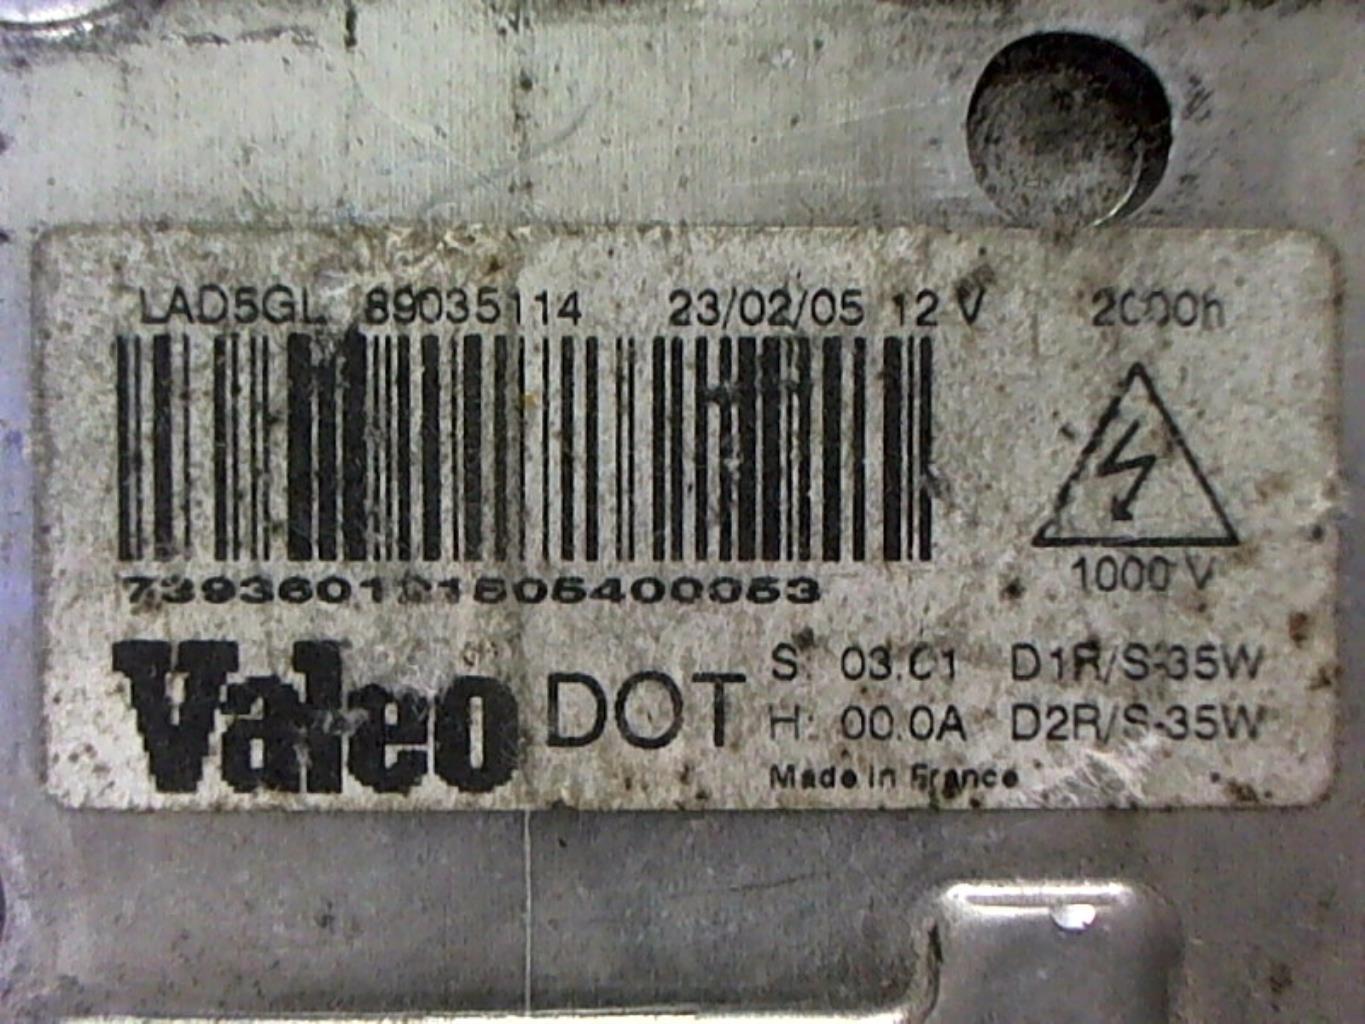 LAD5GL 89035114 23/02/05 12 V 2000h
1000 V
Valeo DOT
S: 03.01 D1R/S-35W
H: 00.0A D2R/S-35W
Made in France